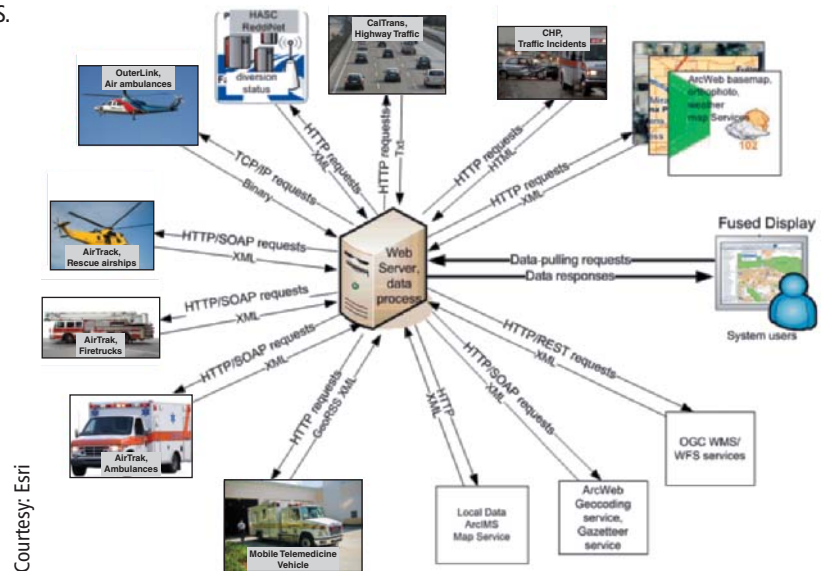 s.
HASC
ReddiNet
diversion
status
CalTrans,
Highway Traffic
CHP,
Traffic Incidents
ArcWeb basemap,
orthophoto,
weather
map Services
102
OuterLink,
Air ambulances
HTTP requests
XML
HTTP requests
Txt
HTTP requests
HTML
HTTP requests
XML
TCP/IP requests
Binary
AirTrack,
Rescue airships
HTTP/SOAP requests
XML
Web
Server,
data
process
Data-pulling requests
Data responses
Fused Display
System users
AirTrak,
Firetrucks
HTTP/SOAP requests
XML
AirTrak,
Ambulances
HTTP/SOAP requests
XML
HTTP requests
GeoRSS XML
Mobile Telemedicine
Vehicle
HTTP
XML
Local Data
ArcIMS
Map Service
HTTP/SOAP requests
XML
ArcWeb
Geocoding
service,
Gazetteer
service
HTTP/REST requests
XML
OGC WMS/
WFS services
Courtesy: Esri